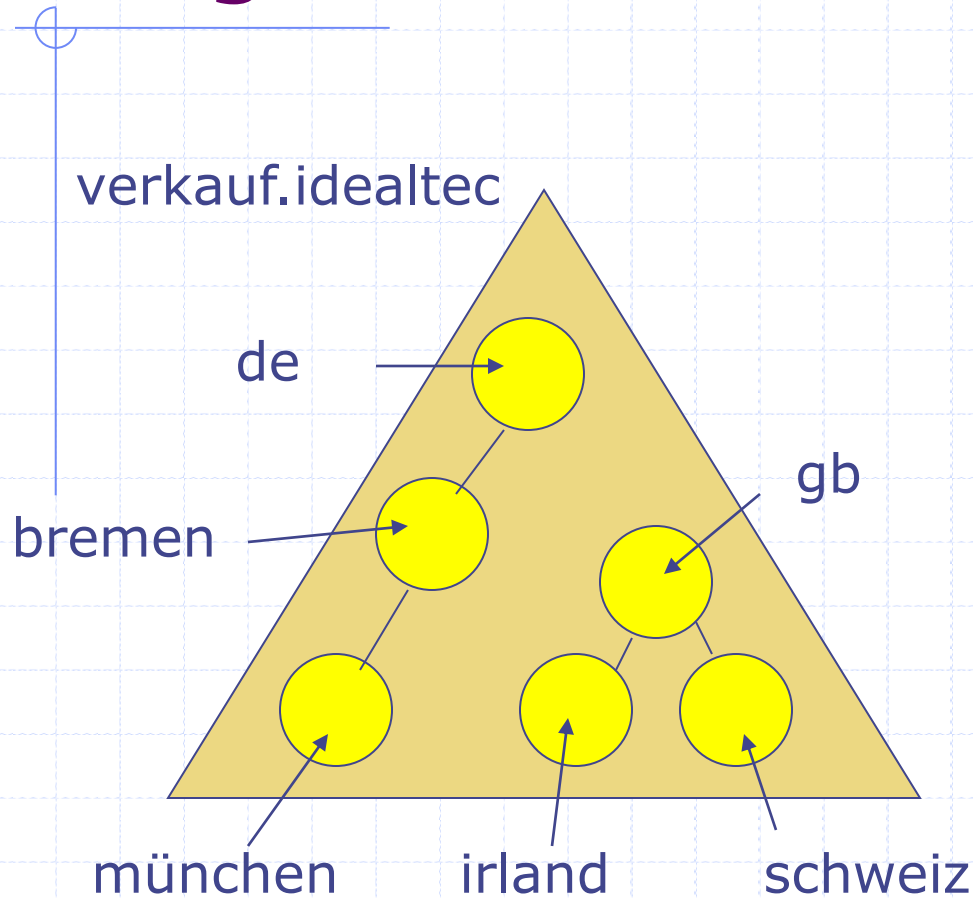 verkauf.idealtec
de
gb
bremen
münchen
irland
schweiz